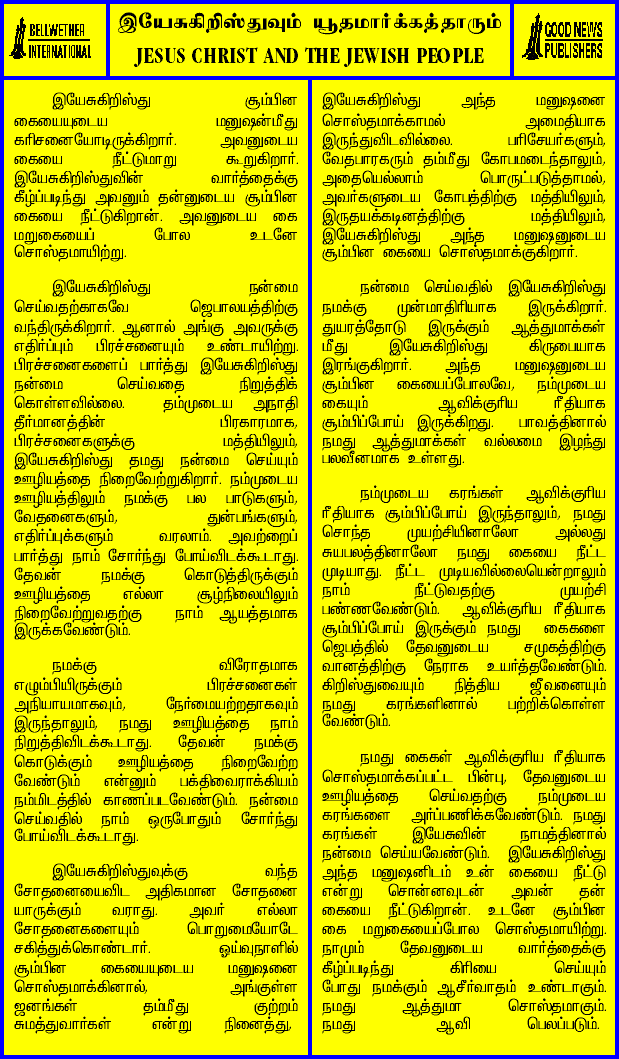 BELLWETHER
INTERNATIONAL
இயேசுகிறிஸ்துவும் யூதமார்க்கத்தாரும்
JESUS CHRIST AND THE JEWISH PEOPLE
GOOD NEWS
PUBLISHERS
இயேசுகிறிஸ்து சூம்பின
கையையுடைய மனுஷன்மீது
கரிசனையோடிருக்கிறார். அவனுடைய
கையை நீட்டுமாறு கூறுகிறார்.
இயேசுகிறிஸ்துவின் வார்த்தைக்கு
கீழ்ப்படிந்து அவனும் தன்னுடைய சூம்பின
கையை நீட்டுகிறான். அவனுடைய கை
மறுகையைப் போல உடனே
சொஸ்தமாயிற்று.
இயேசுகிறிஸ்து நன்மை
செய்வதற்காகவே ஜெபாலயத்திற்கு
வந்திருக்கிறார். ஆனால் அங்கு அவருக்கு
எதிர்ப்பும் பிரச்சனையும் உண்டாயிற்று.
பிரச்சனைகளைப் பார்த்து இயேசுகிறிஸ்து
நன்மை செய்வதை நிறுத்திக்
கொள்ளவில்லை. தம்முடைய அநாதி
தீர்மானத்தின் பிரகாரமாக,
பிரச்சனைகளுக்கு மத்தியிலும்,
இயேசுகிறிஸ்து தமது நன்மை செய்யும்
ஊழியத்தை நிறைவேற்றுகிறார். நம்முடைய
ஊழியத்திலும் நமக்கு பல பாடுகளும்,
வேதனைகளும், துன்பங்களும்,
எதிர்ப்புக்களும் வரலாம். அவற்றைப்
பார்த்து நாம் சோர்ந்து போய்விடக்கூடாது.
தேவன் நமக்கு கொடுத்திருக்கும்
ஊழியத்தை எல்லா சூழ்நிலையிலும்
நிறைவேற்றுவதற்கு நாம் ஆயத்தமாக
இருக்கவேண்டும்.
நமக்கு விரோதமாக
எழும்பியிருக்கும் பிரச்சனைகள்
அநியாயமாகவும், நேர்மையற்றதாகவும்
இருந்தாலும், நமது ஊழியத்தை நாம்
நிறுத்திவிடக்கூடாது. தேவன் நமக்கு
கொடுக்கும் ஊழியத்தை நிறைவேற்ற
வேண்டும் என்னும் பக்திவைராக்கியம்
நம்மிடத்தில் காணப்படவேண்டும். நன்மை
செய்வதில் நாம் ஒருபோதும் சோர்ந்து
போய்விடக்கூடாது.
இயேசுகிறிஸ்துவுக்கு வந்த
சோதனையைவிட அதிகமான சோதனை
யாருக்கும் வராது. அவர் எல்லா
சோதனைகளையும் பொறுமையோடே
சகித்துக்கொண்டார். ஓய்வுநாளில்
சூம்பின கையையுடைய மனுஷனை
சொஸ்தமாக்கினால், அங்குள்ள
ஜனங்கள் தம்மீது குற்றம்
சுமத்துவார்கள் என்று நினைத்து,
இயேசுகிறிஸ்து அந்த மனுஷனை
சொஸ்தமாக்காமல் அமைதியாக
இருந்துவிடவில்லை. பரிசேயர்களும்,
வேதபாரகரும் தம்மீது கோபமடைந்தாலும்,
அதையெல்லாம் பொருட்படுத்தாமல்,
அவர்களுடைய கோபத்திற்கு மத்தியிலும்,
இருதயக்கடினத்திற்கு மத்தியிலும்,
இயேசுகிறிஸ்து அந்த மனுஷனுடைய
சூம்பின கையை சொஸ்தமாக்குகிறார்.
நன்மை செய்வதில் இயேசுகிறிஸ்து
நமக்கு முன்மாதிரியாக இருக்கிறார்.
துயரத்தோடு இருக்கும் ஆத்துமாக்கள்
மீது இயேசுகிறிஸ்து கிருபையாக
இரங்குகிறார். அந்த மனுஷனுடைய
சூம்பின கையைப்போலவே, நம்முடைய
கையும் ஆவிக்குரிய ரீதியாக
சூம்பிப்போய் இருக்கிறது. பாவத்தினால்
நமது ஆத்துமாக்கள் வல்லமை இழந்து
பலவீனமாக உள்ளது.
நம்முடைய கரங்கள் ஆவிக்குரிய
ரீதியாக சூம்பிப்போய் இருந்தாலும், நமது
சொந்த முயற்சியினாலோ அல்லது
சுயபலத்தினாலோ நமது கையை நீட்ட
முடியாது. நீட்ட முடியவில்லையென்றாலும்
நாம் நீட்டுவதற்கு முயற்சி
பண்ணவேண்டும். ஆவிக்குரிய ரீதியாக
சூம்பிப்போய் இருக்கும் நமது கைகளை
ஜெபத்தில் தேவனுடைய சமுகத்திற்கு
வானத்திற்கு நேராக உயர்த்தவேண்டும்.
கிறிஸ்துவையும் நித்திய ஜீவனையும்
நமது கரங்களினால் பற்றிக்கொள்ள
வேண்டும்.
நமது கைகள் ஆவிக்குரிய ரீதியாக
சொஸ்தமாக்கப்பட்ட பின்பு, தேவனுடைய
ஊழியத்தை செய்வதற்கு நம்முடைய
கரங்களை அர்ப்பணிக்கவேண்டும். நமது
கரங்கள் இயேசுவின் நாமத்தினால்
நன்மை செய்யவேண்டும். இயேசுகிறிஸ்து
அந்த மனுஷனிடம் உன் கையை நீட்டு
என்று சொன்னவுடன் அவன் தன்
கையை நீட்டுகிறான். உடனே சூம்பின
கை மறுகையைப்போல சொஸ்தமாயிற்று.
நாமும் தேவனுடைய வார்த்தைக்கு
கீழ்ப்படிந்து கிரியை செய்யும்
போது நமக்கும் ஆசீர்வாதம் உண்டாகும்.
நமது ஆத்துமா சொஸ்தமாகும்.
நமது ஆவி பெலப்படும்.